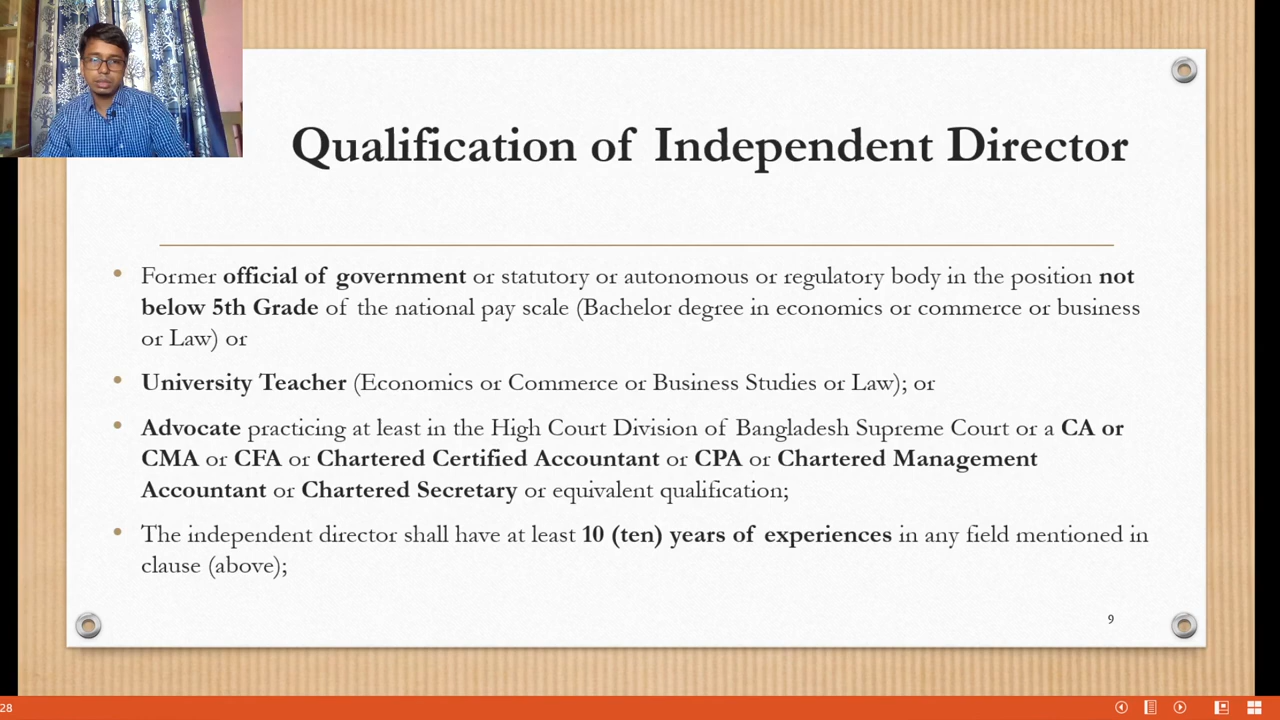 Qualification of Independent Director
• Former official of government or statutory or autonomous or regulatory body in the position not
below 5th Grade of the national pay scale (Bachelor degree in economics or commerce or business
or Law) or
• University Teacher (Economics or Commerce or Business Studies or Law); or
• Advocate practicing at least in the High Court Division of Bangladesh Supreme Court or a CA or
CMA or CFA or Chartered Certified Accountant or CPA or Chartered Management
Accountant or Chartered Secretary or equivalent qualification;
• The independent director shall have at least 10 (ten) years of experiences in any field mentioned in
clause (above);
9
28